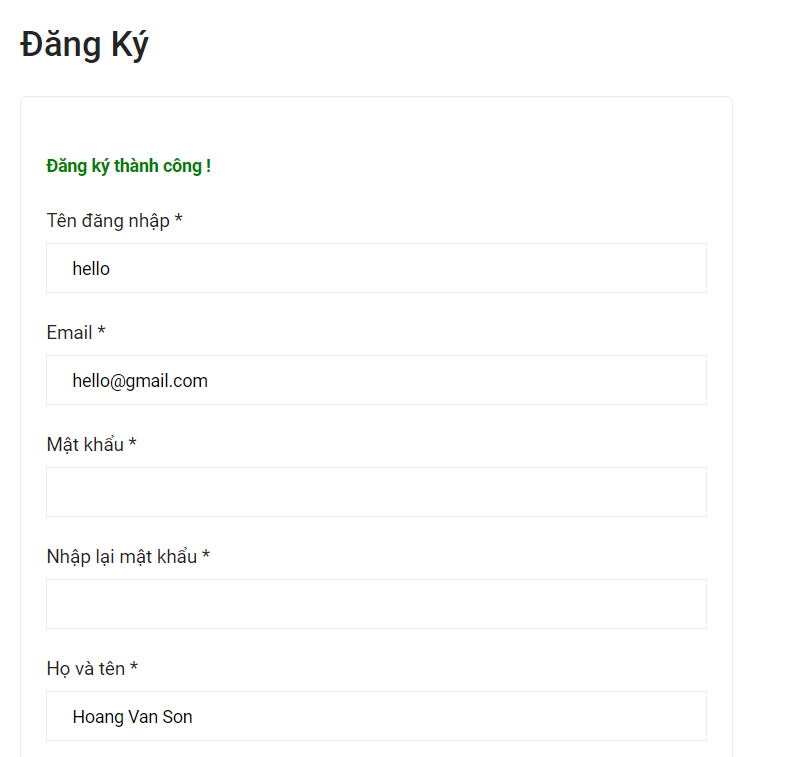 Đăng Ký
Đăng ký thành công !
Tên đăng nhập *
hello
Email *
hello@gmail.com
Mật khẩu *
Nhập lại mật khẩu *
Họ và tên *
Hoang Van Son